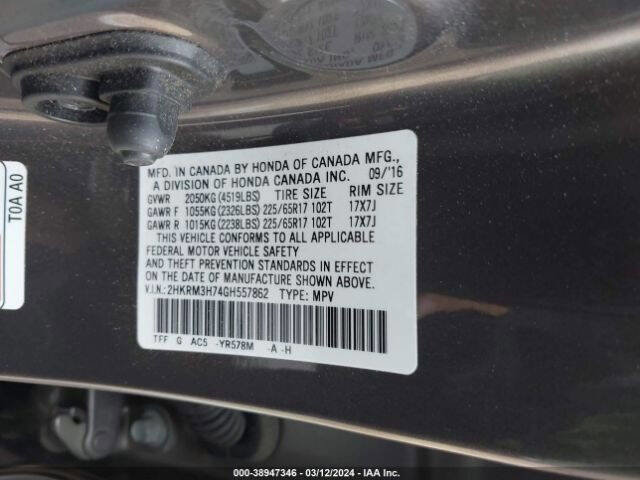 MFD. IN CANADA BY HONDA OF CANADA MFG.,
A DIVISION OF HONDA CANADA INC. 09/'16
GVWR 2050KG(4519LBS) TIRE SIZE RIM SIZE
GAWR F 1055KG(2326LBS) 225/65R17 102T 17X7J
GAWR R 1015KG(2238LBS) 225/65R17 102T 17X7J
THIS VEHICLE CONFORMS TO ALL APPLICABLE
FEDERAL MOTOR VEHICLE SAFETY
AND THEFT PREVENTION STANDARDS IN EFFECT
ON THE DATE OF MANUFACTURE SHOWN ABOVE.
V.I.N.: 2HKRM3H74GH557862 TYPE: MPV
TFF G AC5 -YR578M -A -H
T0A A0
000-38947346 - 03/12/2024 - IAA Inc.